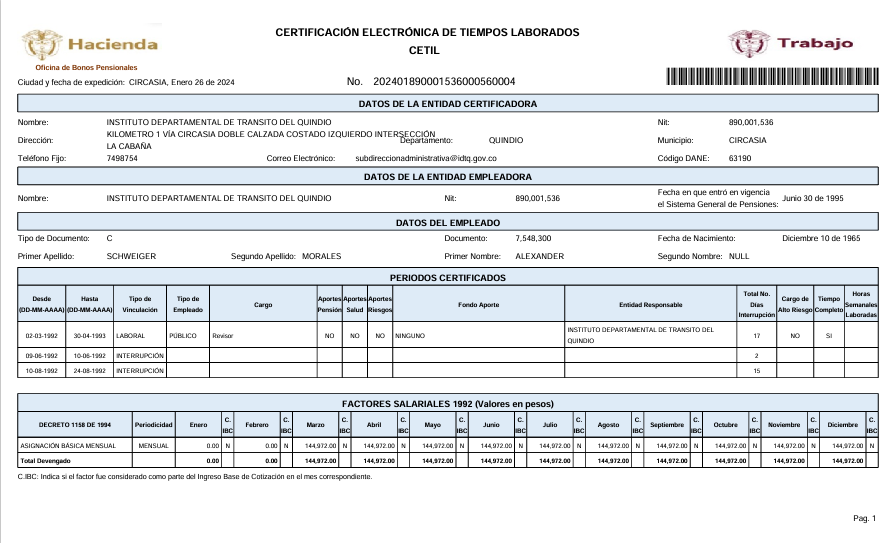 CERTIFICACIÓN ELECTRÓNICA DE TIEMPOS LABORADOS
CETIL
Hacienda
Trabajo
Oficina de Bonos Pensionales
Ciudad y fecha de expedición: CIRCASIA, Enero 26 de 2024
No. 202401890001536000560004
DATOS DE LA ENTIDAD CERTIFICADORA
Nombre: INSTITUTO DEPARTAMENTAL DE TRANSITO DEL QUINDIO Nit: 890,001,536
Dirección: KILOMETRO 1 VÍA CIRCASIA DOBLE CALZADA COSTADO IZQUIERDO INTERSECCIÓN
LA CABAÑA
Departamento: QUINDIO Municipio: CIRCASIA
Teléfono Fijo: 7498754 Correo Electrónico: subdireccionadministrativa@idtq.gov.co Código DANE: 63190
DATOS DE LA ENTIDAD EMPLEADORA
Nombre: INSTITUTO DEPARTAMENTAL DE TRANSITO DEL QUINDIO Nit: 890,001,536
Fecha en que entró en vigencia
el Sistema General de Pensiones: Junio 30 de 1995
DATOS DEL EMPLEADO
Tipo de Documento: C Documento: 7,548,300 Fecha de Nacimiento: Diciembre 10 de 1965
Primer Apellido: SCHWEIGER Segundo Apellido: MORALES Primer Nombre: ALEXANDER Segundo Nombre: NULL
PERIODOS CERTIFICADOS
Desde (DD-MM-AAAA) Hasta (DD-MM-AAAA) Tipo de Vinculación Tipo de Empleado Cargo Aportes Pensión Aportes Salud Aportes Riesgos Fondo Aporte Entidad Responsable Total No. Días Interrupción Cargo de Alto Riesgo Tiempo Completo Horas Semanales Laboradas
02-03-1992 30-04-1993 LABORAL PÚBLICO Revisor NO NO NO NINGUNO INSTITUTO DEPARTAMENTAL DE TRANSITO DEL QUINDIO 17 NO SI
09-06-1992 10-06-1992 INTERRUPCIÓN 2
10-08-1992 24-08-1992 INTERRUPCIÓN 15
FACTORES SALARIALES 1992 (Valores en pesos)
DECRETO 1158 DE 1994 Periodicidad Enero C. IBC Febrero C. IBC Marzo C. IBC Abril C. IBC Mayo C. IBC Junio C. IBC Julio C. IBC Agosto C. IBC Septiembre C. IBC Octubre C. IBC Noviembre C. IBC Diciembre C. IBC
ASIGNACIÓN BÁSICA MENSUAL MENSUAL 0.00 N 0.00 N 144,972.00 N 144,972.00 N 144,972.00 N 144,972.00 N 144,972.00 N 144,972.00 N 144,972.00 N 144,972.00 N 144,972.00 N 144,972.00 N
Total Devengado 0.00 0.00 144,972.00 144,972.00 144,972.00 144,972.00 144,972.00 144,972.00 144,972.00 144,972.00 144,972.00 144,972.00
C.IBC: Indica si el factor fue considerado como parte del Ingreso Base de Cotización en el mes correspondiente.
Pag. 1